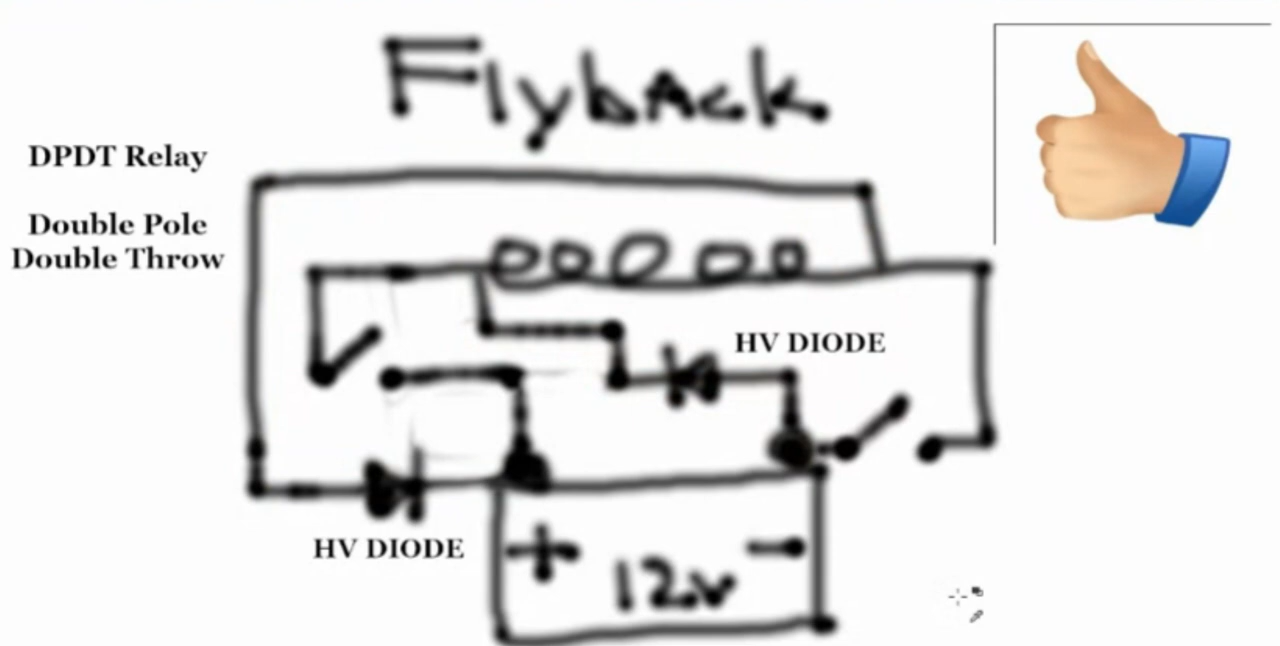 FlybAck
DPDT Relay
Double Pole
Double Throw
HV DIODE
HV DIODE
+ 12v -